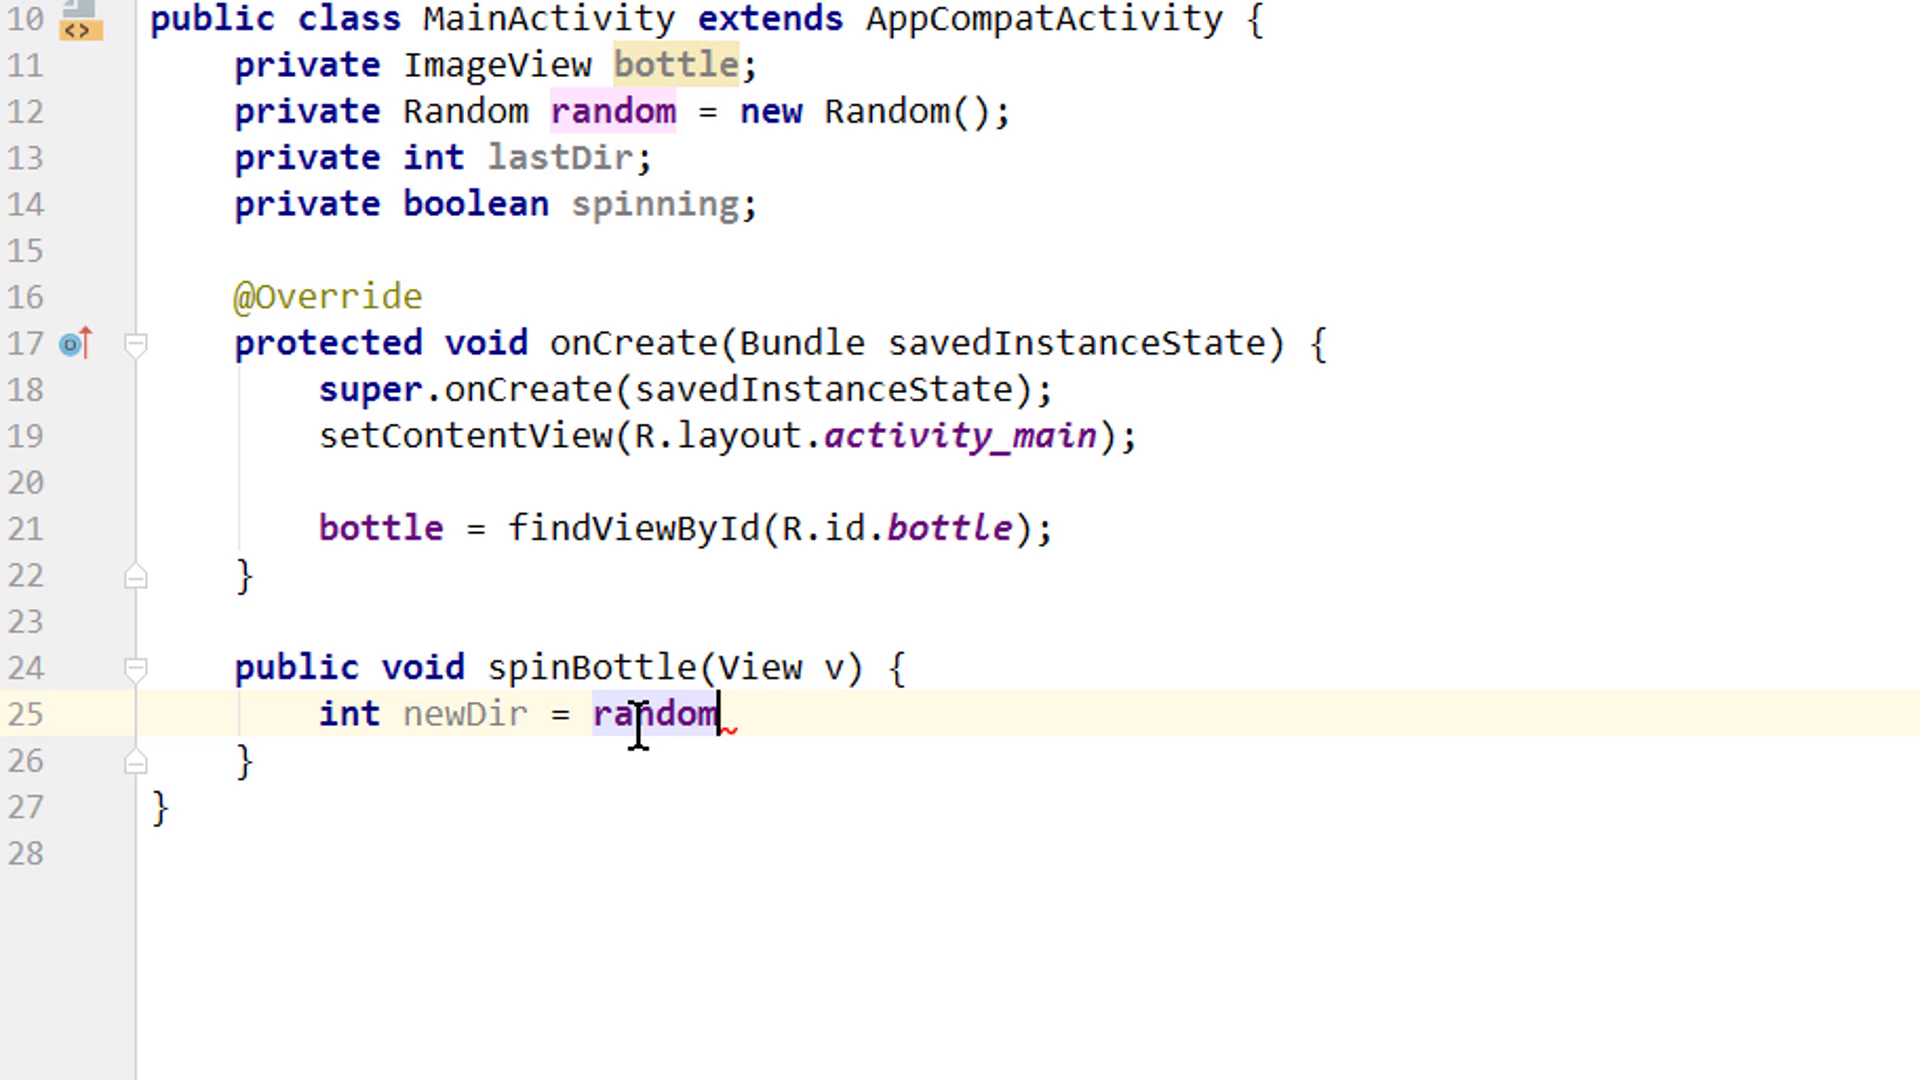 10 <> public class MainActivity extends AppCompatActivity {
11 private ImageView bottle;
12 private Random random = new Random();
13 private int lastDir;
14 private boolean spinning;
15
16 @Override
17 protected void onCreate(Bundle savedInstanceState) {
18 super.onCreate(savedInstanceState);
19 setContentView(R.layout.activity_main);
20
21 bottle = findViewById(R.id.bottle);
22 }
23
24 public void spinBottle(View v) {
25 int newDir = random
26 }
27 }
28